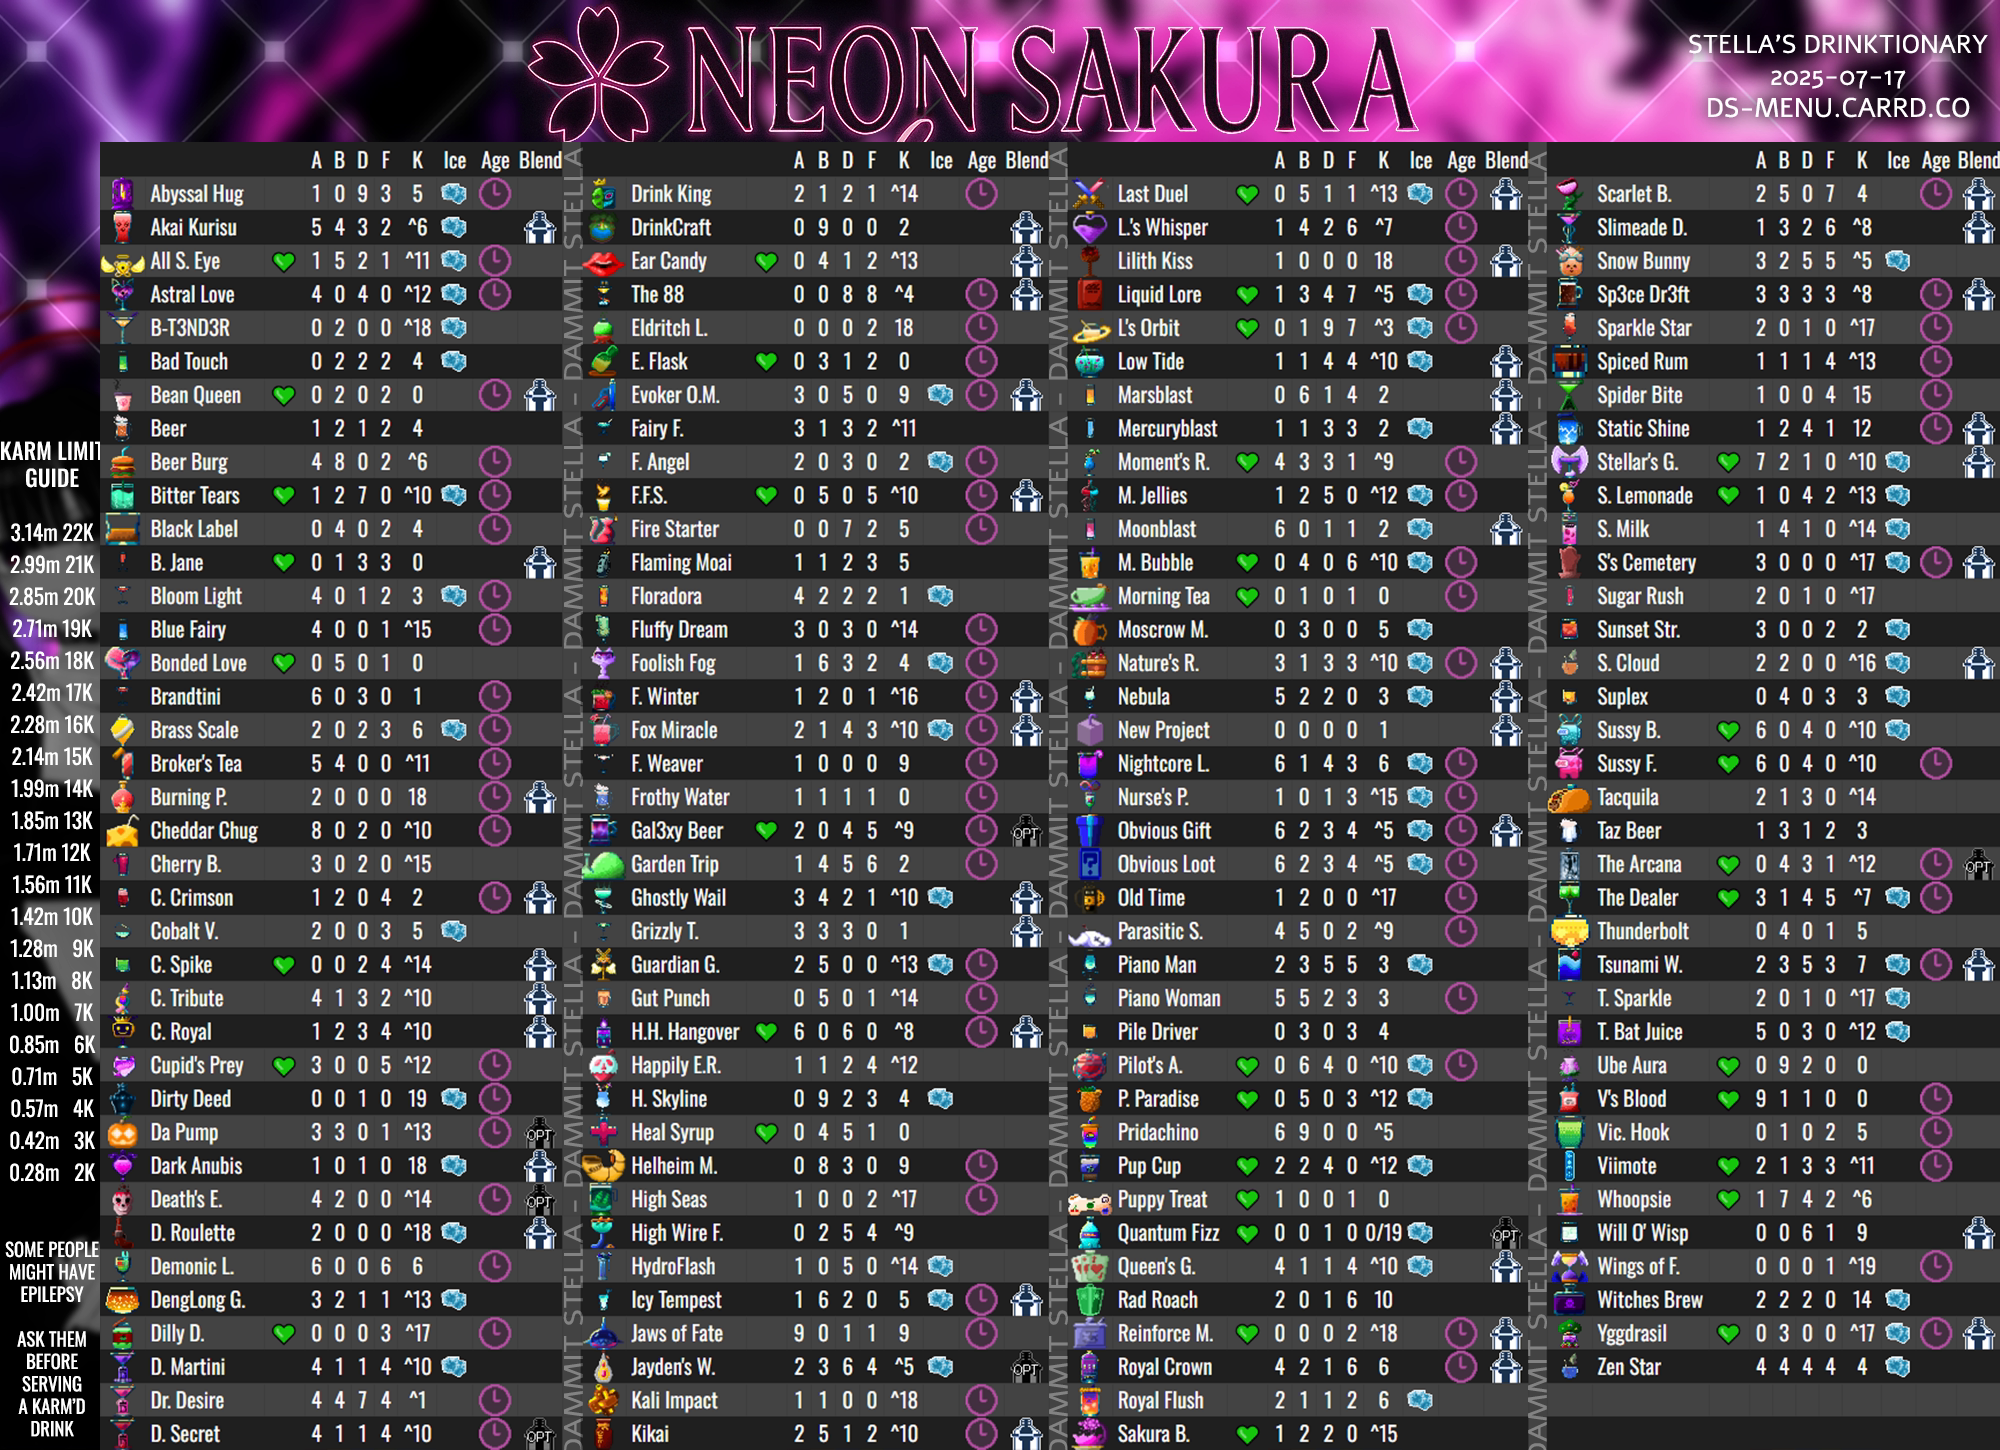 NEON SAKURA
STELLA'S DRINKTIONARY
2025-07-17
DS-MENU.CARRD.CO
KARM LIMIT
GUIDE
3.14m 22K
2.99m 21K
2.85m 20K
2.71m 19K
2.56m 18K
2.42m 17K
2.28m 16K
2.14m 15K
1.99m 14K
1.85m 13K
1.71m 12K
1.56m 11K
1.42m 10K
1.28m 9K
1.13m 8K
1.00m 7K
0.85m 6K
0.71m 5K
0.57m 4K
0.42m 3K
0.28m 2K
SOME PEOPLE
MIGHT HAVE
EPILEPSY
ASK THEM
BEFORE
SERVING
A KARM'D
DRINK
A B D F K Ice Age Blend
Abyssal Hug 1 0 9 3 5
Akai Kurisu 5 4 3 2 ^6
All S. Eye 1 5 2 1 ^11
Astral Love 4 0 4 0 ^12
B-T3ND3R 0 2 0 0 ^18
Bad Touch 0 2 2 2 4
Bean Queen 0 2 0 2 0
Beer 1 2 1 2 4
Beer Burg 4 8 0 2 ^6
Bitter Tears 1 2 7 0 ^10
Black Label 0 4 0 2 4
B. Jane 0 1 3 3 0
Bloom Light 4 0 1 2 3
Blue Fairy 4 0 0 1 ^15
Bonded Love 0 5 0 1 0
Brandtini 6 0 3 0 1
Brass Scale 2 0 2 3 6
Broker's Tea 5 4 0 0 ^11
Burning P. 2 0 0 0 18
Cheddar Chug 8 0 2 0 ^10
Cherry B. 3 0 2 0 ^15
C. Crimson 1 2 0 4 2
Cobalt V. 2 0 0 3 5
C. Spike 0 0 2 4 ^14
C. Tribute 4 1 3 2 ^10
C. Royal 1 2 3 4 ^10
Cupid's Prey 3 0 0 5 ^12
Dirty Deed 0 0 1 0 19
Da Pump 3 3 0 1 ^13 OPT
Dark Anubis 1 0 1 0 18
Death's E. 4 2 0 0 ^14 OPT
D. Roulette 2 0 0 0 ^18
Demonic L. 6 0 0 6 6
DengLong G. 3 2 1 1 ^13
Dilly D. 0 0 0 3 ^17
D. Martini 4 1 1 4 ^10
Dr. Desire 4 4 7 4 ^1
D. Secret 4 1 1 4 ^10 OPT
DAMMIT STELLA - DAMMIT STELLA - DAMMIT STELLA - DAMMIT STELLA - DAMMIT STELLA
A B D F K Ice Age Blend
Drink King 2 1 2 1 ^14
DrinkCraft 0 9 0 0 2
Ear Candy 0 4 1 2 ^13
The 88 0 0 8 8 ^4
Eldritch L. 0 0 0 2 18
E. Flask 0 3 1 2 0
Evoker O.M. 3 0 5 0 9
Fairy F. 3 1 3 2 ^11
F. Angel 2 0 3 0 2
F.F.S. 0 5 0 5 ^10
Fire Starter 0 0 7 2 5
Flaming Moai 1 1 2 3 5
Floradora 4 2 2 2 1
Fluffy Dream 3 0 3 0 ^14
Foolish Fog 1 6 3 2 4
F. Winter 1 2 0 1 ^16
Fox Miracle 2 1 4 3 ^10
F. Weaver 1 0 0 0 9
Frothy Water 1 1 1 1 0
Gal3xy Beer 2 0 4 5 ^9 OPT
Garden Trip 1 4 5 6 2
Ghostly Wail 3 4 2 1 ^10
Grizzly T. 3 3 3 0 1
Guardian G. 2 5 0 0 ^13
Gut Punch 0 5 0 1 ^14
H.H. Hangover 6 0 6 0 ^8
Happily E.R. 1 1 2 4 ^12
H. Skyline 0 9 2 3 4
Heal Syrup 0 4 5 1 0
Helheim M. 0 8 3 0 9
High Seas 1 0 0 2 ^17
High Wire F. 0 2 5 4 ^9
HydroFlash 1 0 5 0 ^14
Icy Tempest 1 6 2 0 5
Jaws of Fate 9 0 1 1 9
Jayden's W. 2 3 6 4 ^5 OPT
Kali Impact 1 1 0 0 ^18
Kikai 2 5 1 2 ^10
DAMMIT STELLA - DAMMIT STELLA - DAMMIT STELLA - DAMMIT STELLA - DAMMIT STELLA
A B D F K Ice Age Blend
Last Duel 0 5 1 1 ^13
L.'s Whisper 1 4 2 6 ^7
Lilith Kiss 1 0 0 0 18
Liquid Lore 1 3 4 7 ^5
L's Orbit 0 1 9 7 ^3
Low Tide 1 1 4 4 ^10
Marsblast 0 6 1 4 2
Mercuryblast 1 1 3 3 2
Moment's R. 4 3 3 1 ^9
M. Jellies 1 2 5 0 ^12
Moonblast 6 0 1 1 2
M. Bubble 0 4 0 6 ^10
Morning Tea 0 1 0 1 0
Moscrow M. 0 3 0 0 5
Nature's R. 3 1 3 3 ^10
Nebula 5 2 2 0 3
New Project 0 0 0 0 1
Nightcore L. 6 1 4 3 6
Nurse's P. 1 0 1 3 ^15
Obvious Gift 6 2 3 4 ^5
Obvious Loot 6 2 3 4 ^5
Old Time 1 2 0 0 ^17
Parasitic S. 4 5 0 2 ^9
Piano Man 2 3 5 5 3
Piano Woman 5 5 2 3 3
Pile Driver 0 3 0 3 4
Pilot's A. 0 6 4 0 ^10
P. Paradise 0 5 0 3 ^12
Pridachino 6 9 0 0 ^5
Pup Cup 2 2 4 0 ^12
Puppy Treat 1 0 0 1 0
Quantum Fizz 0 0 1 0 0/19 OPT
Queen's G. 4 1 1 4 ^10
Rad Roach 2 0 1 6 10
Reinforce M. 0 0 0 2 ^18
Royal Crown 4 2 1 6 6
Royal Flush 2 1 1 2 6
Sakura B. 1 2 2 0 ^15
DAMMIT STELLA - DAMMIT STELLA - DAMMIT STELLA - DAMMIT STELLA - DAMMIT STELLA
A B D F K Ice Age Blend
Scarlet B. 2 5 0 7 4
Slimeade D. 1 3 2 6 ^8
Snow Bunny 3 2 5 5 ^5
Sp3ce Dr3ft 3 3 3 3 ^8
Sparkle Star 2 0 1 0 ^17
Spiced Rum 1 1 1 4 ^13
Spider Bite 1 0 0 4 15
Static Shine 1 2 4 1 12
Stellar's G. 7 2 1 0 ^10
S. Lemonade 1 0 4 2 ^13
S. Milk 1 4 1 0 ^14
S's Cemetery 3 0 0 0 ^17
Sugar Rush 2 0 1 0 ^17
Sunset Str. 3 0 0 2 2
S. Cloud 2 2 0 0 ^16
Suplex 0 4 0 3 3
Sussy B. 6 0 4 0 ^10
Sussy F. 6 0 4 0 ^10
Tacquila 2 1 3 0 ^14
Taz Beer 1 3 1 2 3
The Arcana 0 4 3 1 ^12 OPT
The Dealer 3 1 4 5 ^7
Thunderbolt 0 4 0 1 5
Tsunami W. 2 3 5 3 7
T. Sparkle 2 0 1 0 ^17
T. Bat Juice 5 0 3 0 ^12
Ube Aura 0 9 2 0 0
V's Blood 9 1 1 0 0
Vic. Hook 0 1 0 2 5
Viimote 2 1 3 3 ^11
Whoopsie 1 7 4 2 ^6
Will O' Wisp 0 0 6 1 9
Wings of F. 0 0 0 1 ^19
Witches Brew 2 2 2 0 14
Yggdrasil 0 3 0 0 ^17
Zen Star 4 4 4 4 4